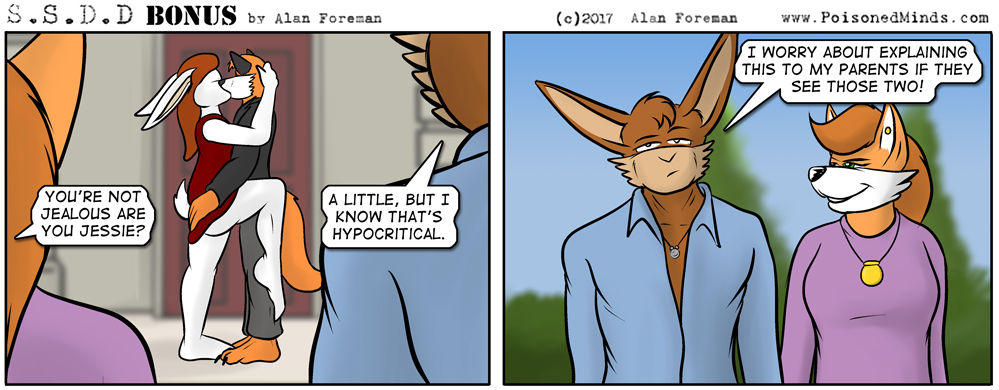 S.S.D.D BONUS by Alan Foreman
(c)2017 Alan Foreman
www.PoisonedMinds.com
YOU'RE NOT
JEALOUS ARE
YOU JESSIE?
A LITTLE, BUT I
KNOW THAT'S
HYPOCRITICAL.
I WORRY ABOUT EXPLAINING
THIS TO MY PARENTS IF THEY
SEE THOSE TWO!